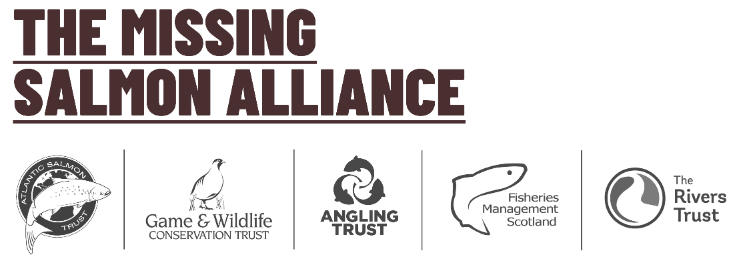 THE MISSING
SALMON ALLIANCE
ATLANTIC SALMON
TRUST
Game & Wildlife
CONSERVATION TRUST
ANGLING
TRUST
Fisheries
Management
Scotland
The
Rivers
Trust